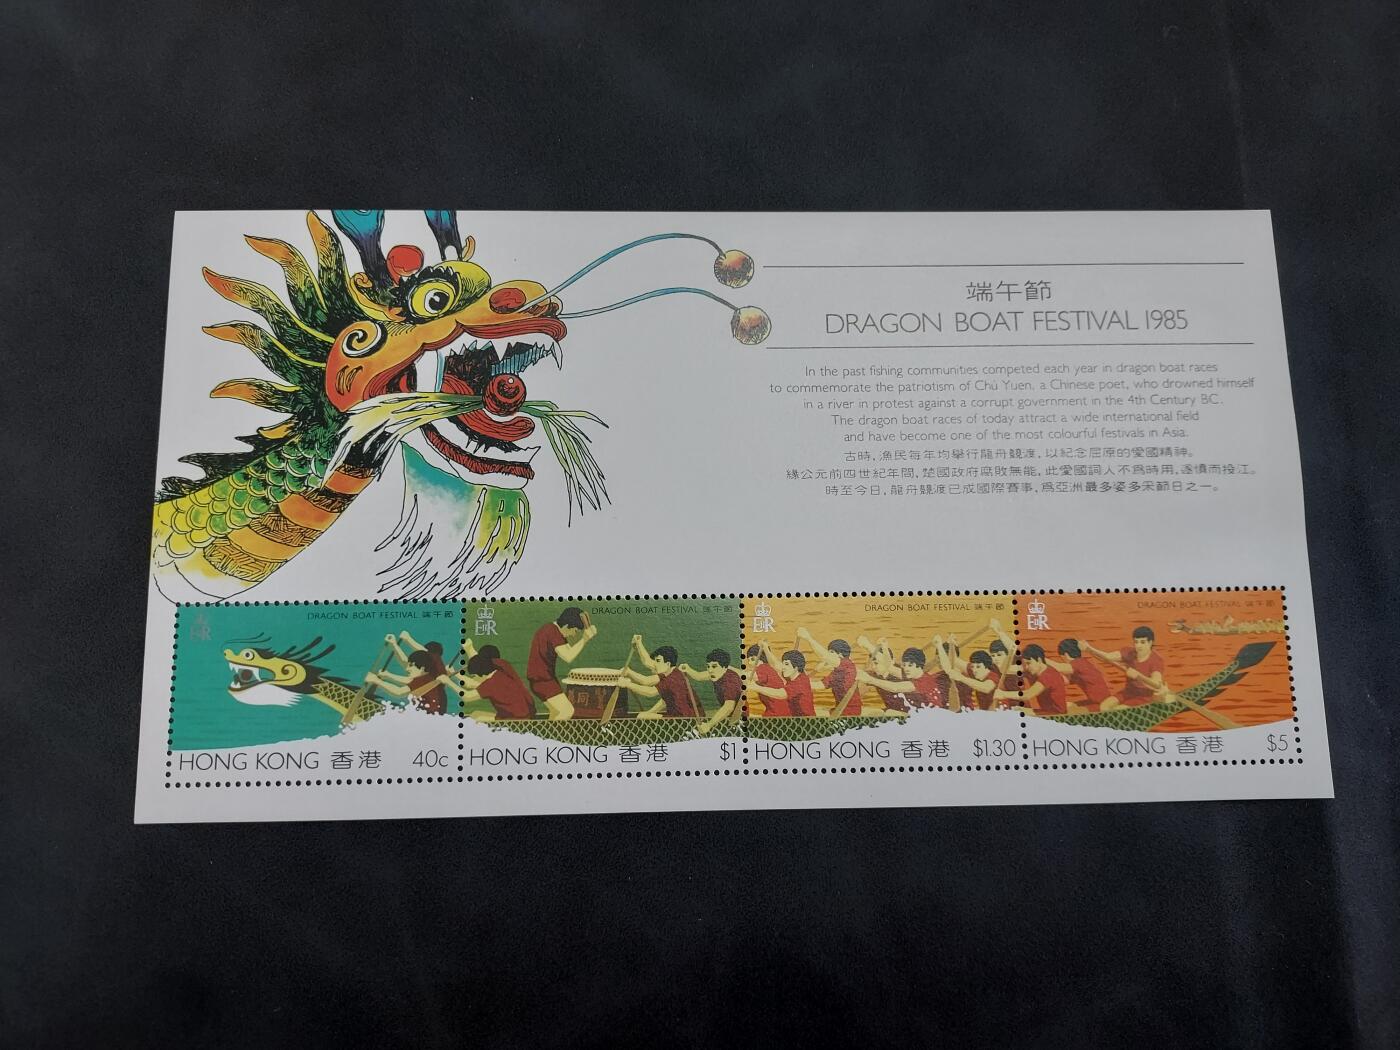 端午節
DRAGON BOAT FESTIVAL 1985
In the past fishing communities competed each year in dragon boat races
to commemorate the patriotism of Chú Yuen, a Chinese poet, who drowned himself
in a river in protest against a corrupt government in the 4th Century BC.
The dragon boat races of today attract a wide international field
and have become one of the most colourful festivals in Asia.
古時，漁民每年均舉行龍舟競渡，以紀念屈原的愛國精神。
緣公元前四世紀年間，楚國政府腐敗無能，此愛國詞人不爲時用，遂憤而投江。
時至今日，龍舟競渡已成國際賽事，爲亞洲最多姿多采節日之一。
DRAGON BOAT FESTIVAL 端午節
ER
HONG KONG 香港 40c
DRAGON BOAT FESTIVAL 端午節
ER
同
HONG KONG 香港 $1
DRAGON BOAT FESTIVAL 端午節
ER
HONG KONG 香港 $1.30
DRAGON BOAT FESTIVAL 端午節
ER
HONG KONG 香港 $5